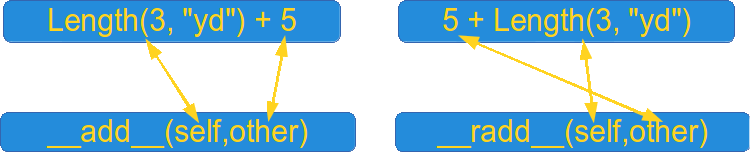 Length(3, "yd") + 5
5 + Length(3, "yd")
__add__(self,other)
__radd__(self,other)